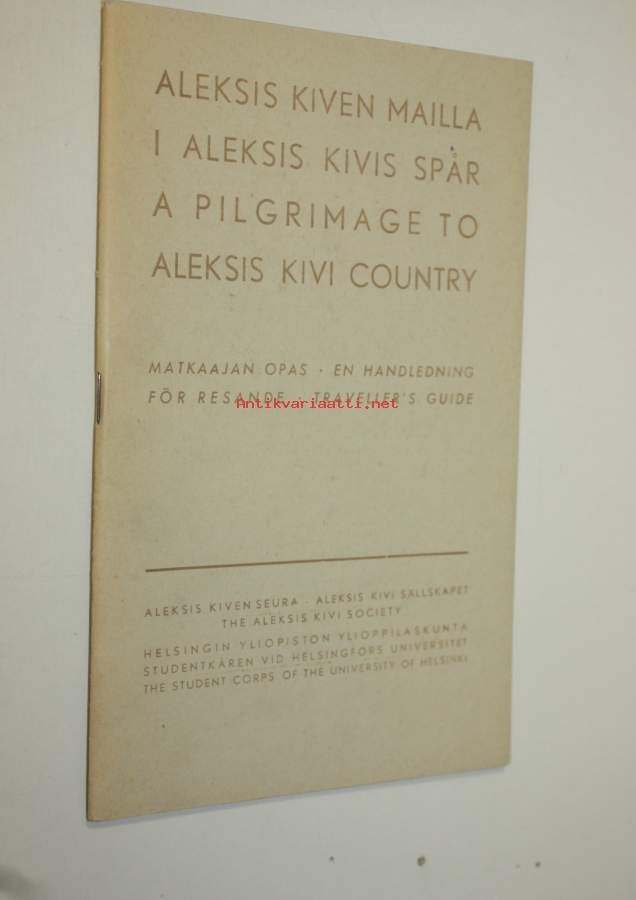 ALEKSIS KIVEN MAILLA
I ALEKSIS KIVIS SPÅR
A PILGRIMAGE TO
ALEKSIS KIVI COUNTRY
MATKAAJAN OPAS · EN HANDLEDNING
FÖR RESANDE · TRAVELLER'S GUIDE
Antikvariaatti.net
ALEKSIS KIVEN SEURA · ALEKSIS KIVI SÄLLSKAPET
THE ALEKSIS KIVI SOCIETY
HELSINGIN YLIOPISTON YLIOPPILASKUNTA
STUDENTKÅREN VID HELSINGFORS UNIVERSITET
THE STUDENT CORPS OF THE UNIVERSITY OF HELSINKI